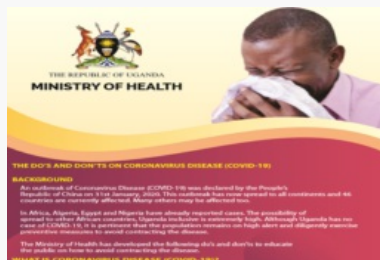 THE REPUBLIC OF UGANDA
MINISTRY OF HEALTH
THE DO'S AND DON'TS ON CORONAVIRUS DISEASE (COVID-19)
BACKGROUND
An outbreak of Coronavirus Disease (COVID-19) was declared by the People's
Republic of China on 31st January, 2020. This outbreak has now spread to all continents and 46
countries are currently affected. Many others may be affected too.
In Africa, Algeria, Egypt and Nigeria have already reported cases. The possibility of
spread to other African countries, Uganda inclusive is extremely high. Although Uganda has no
case of COVID-19, it is pertinent that the population remains on high alert and diligently exercise
preventive measures to avoid contracting the disease.
The Ministry of Health has developed the following do's and don'ts to educate
the public on how to avoid contracting the disease.
WHAT IS CORONAVIRUS DISEASE (COVID-19)?